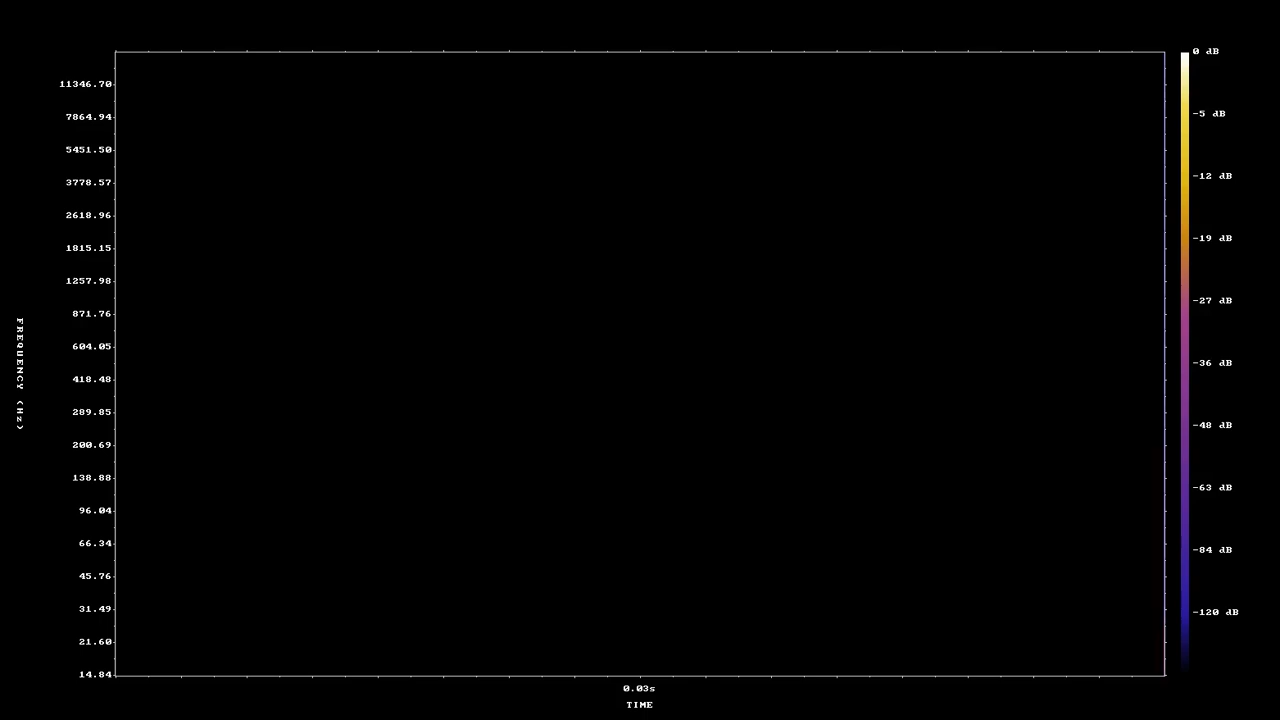 0 dB
11346.70
-5 dB
7864.94
5451.50
-12 dB
3778.57
2618.96
-19 dB
1815.15
1257.98
-27 dB
871.76
604.05
-36 dB
418.48
289.85
-48 dB
200.69
138.88
-63 dB
96.04
66.34
-84 dB
45.76
31.49
-120 dB
21.60
14.84
FREQUENCY (Hz)
0.03s
TIME